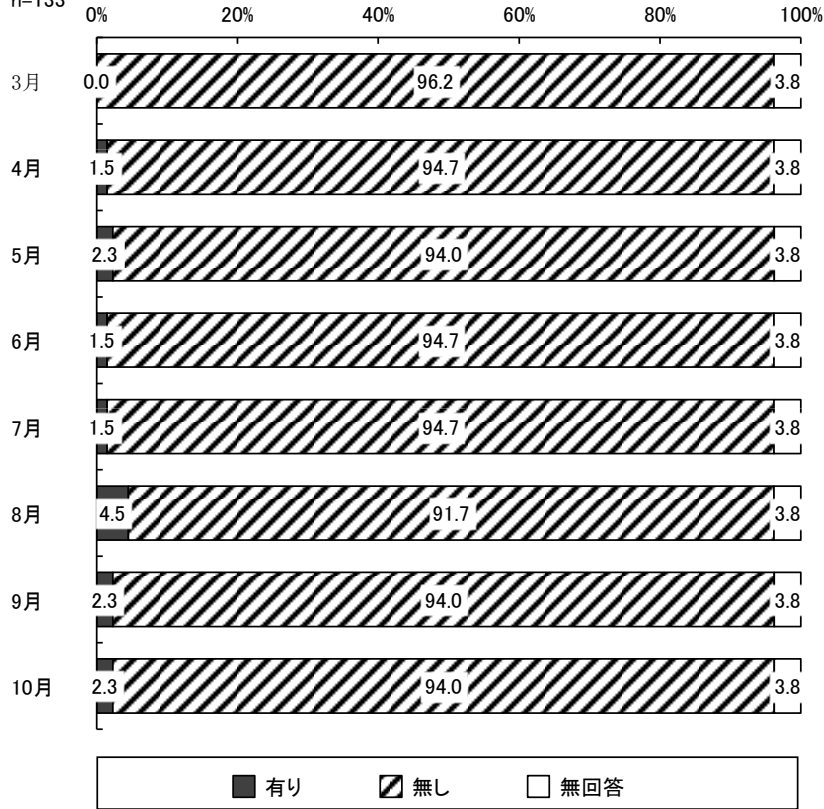 n=133
0% 20% 40% 60% 80% 100%
3月 0.0 96.2 3.8
4月 1.5 94.7 3.8
5月 2.3 94.0 3.8
6月 1.5 94.7 3.8
7月 1.5 94.7 3.8
8月 4.5 91.7 3.8
9月 2.3 94.0 3.8
10月 2.3 94.0 3.8
有り 無し 無回答